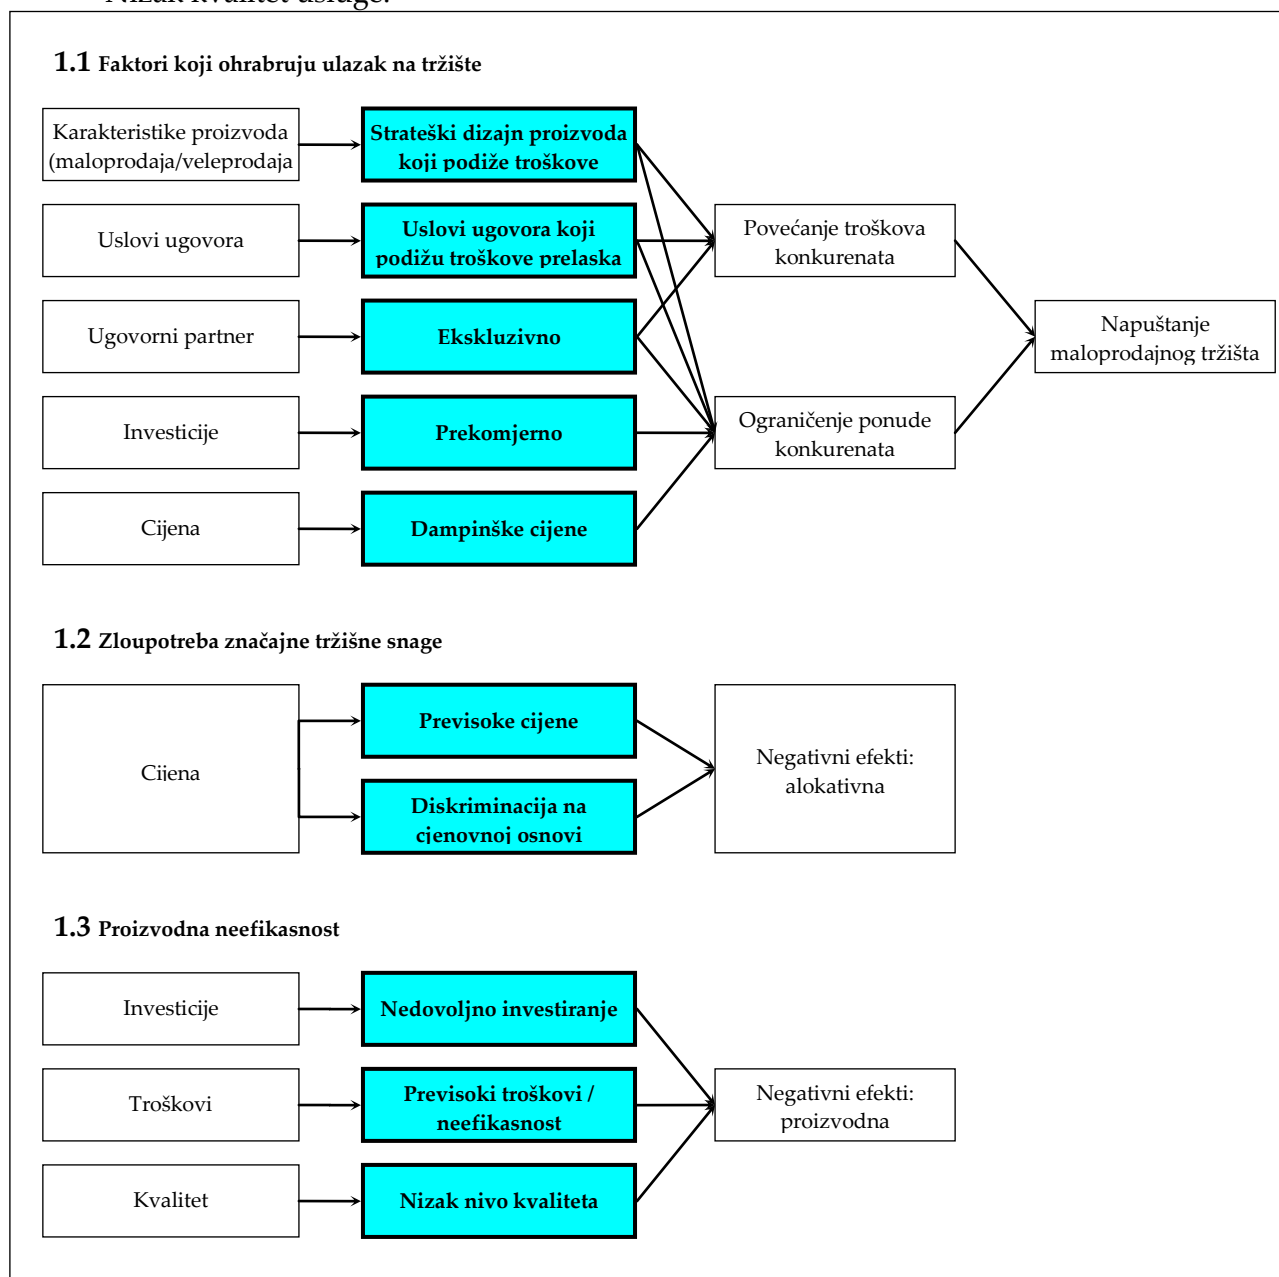 Nizak kvalitet usluge.
1.1 Faktori koji ohrabruju ulazak na tržište
Karakteristike proizvoda
(maloprodaja/veleprodaja
Strateški dizajn proizvoda
koji podiže troškove
Uslovi ugovora
Uslovi ugovora koji
podižu troškove prelaska
Povećanje troškova
konkurenata
Ugovorni partner
Ekskluzivno
Napuštanje
maloprodajnog tržišta
Investicije
Prekomjerno
Ograničenje ponude
konkurenata
Cijena
Dampinške cijene
1.2 Zloupotreba značajne tržišne snage
Cijena
Previsoke cijene
Diskriminacija na
cjenovnoj osnovi
Negativni efekti:
alokativna
1.3 Proizvodna neefikasnost
Investicije
Nedovoljno investiranje
Troškovi
Previsoki troškovi /
neefikasnost
Negativni efekti:
proizvodna
Kvalitet
Nizak nivo kvaliteta